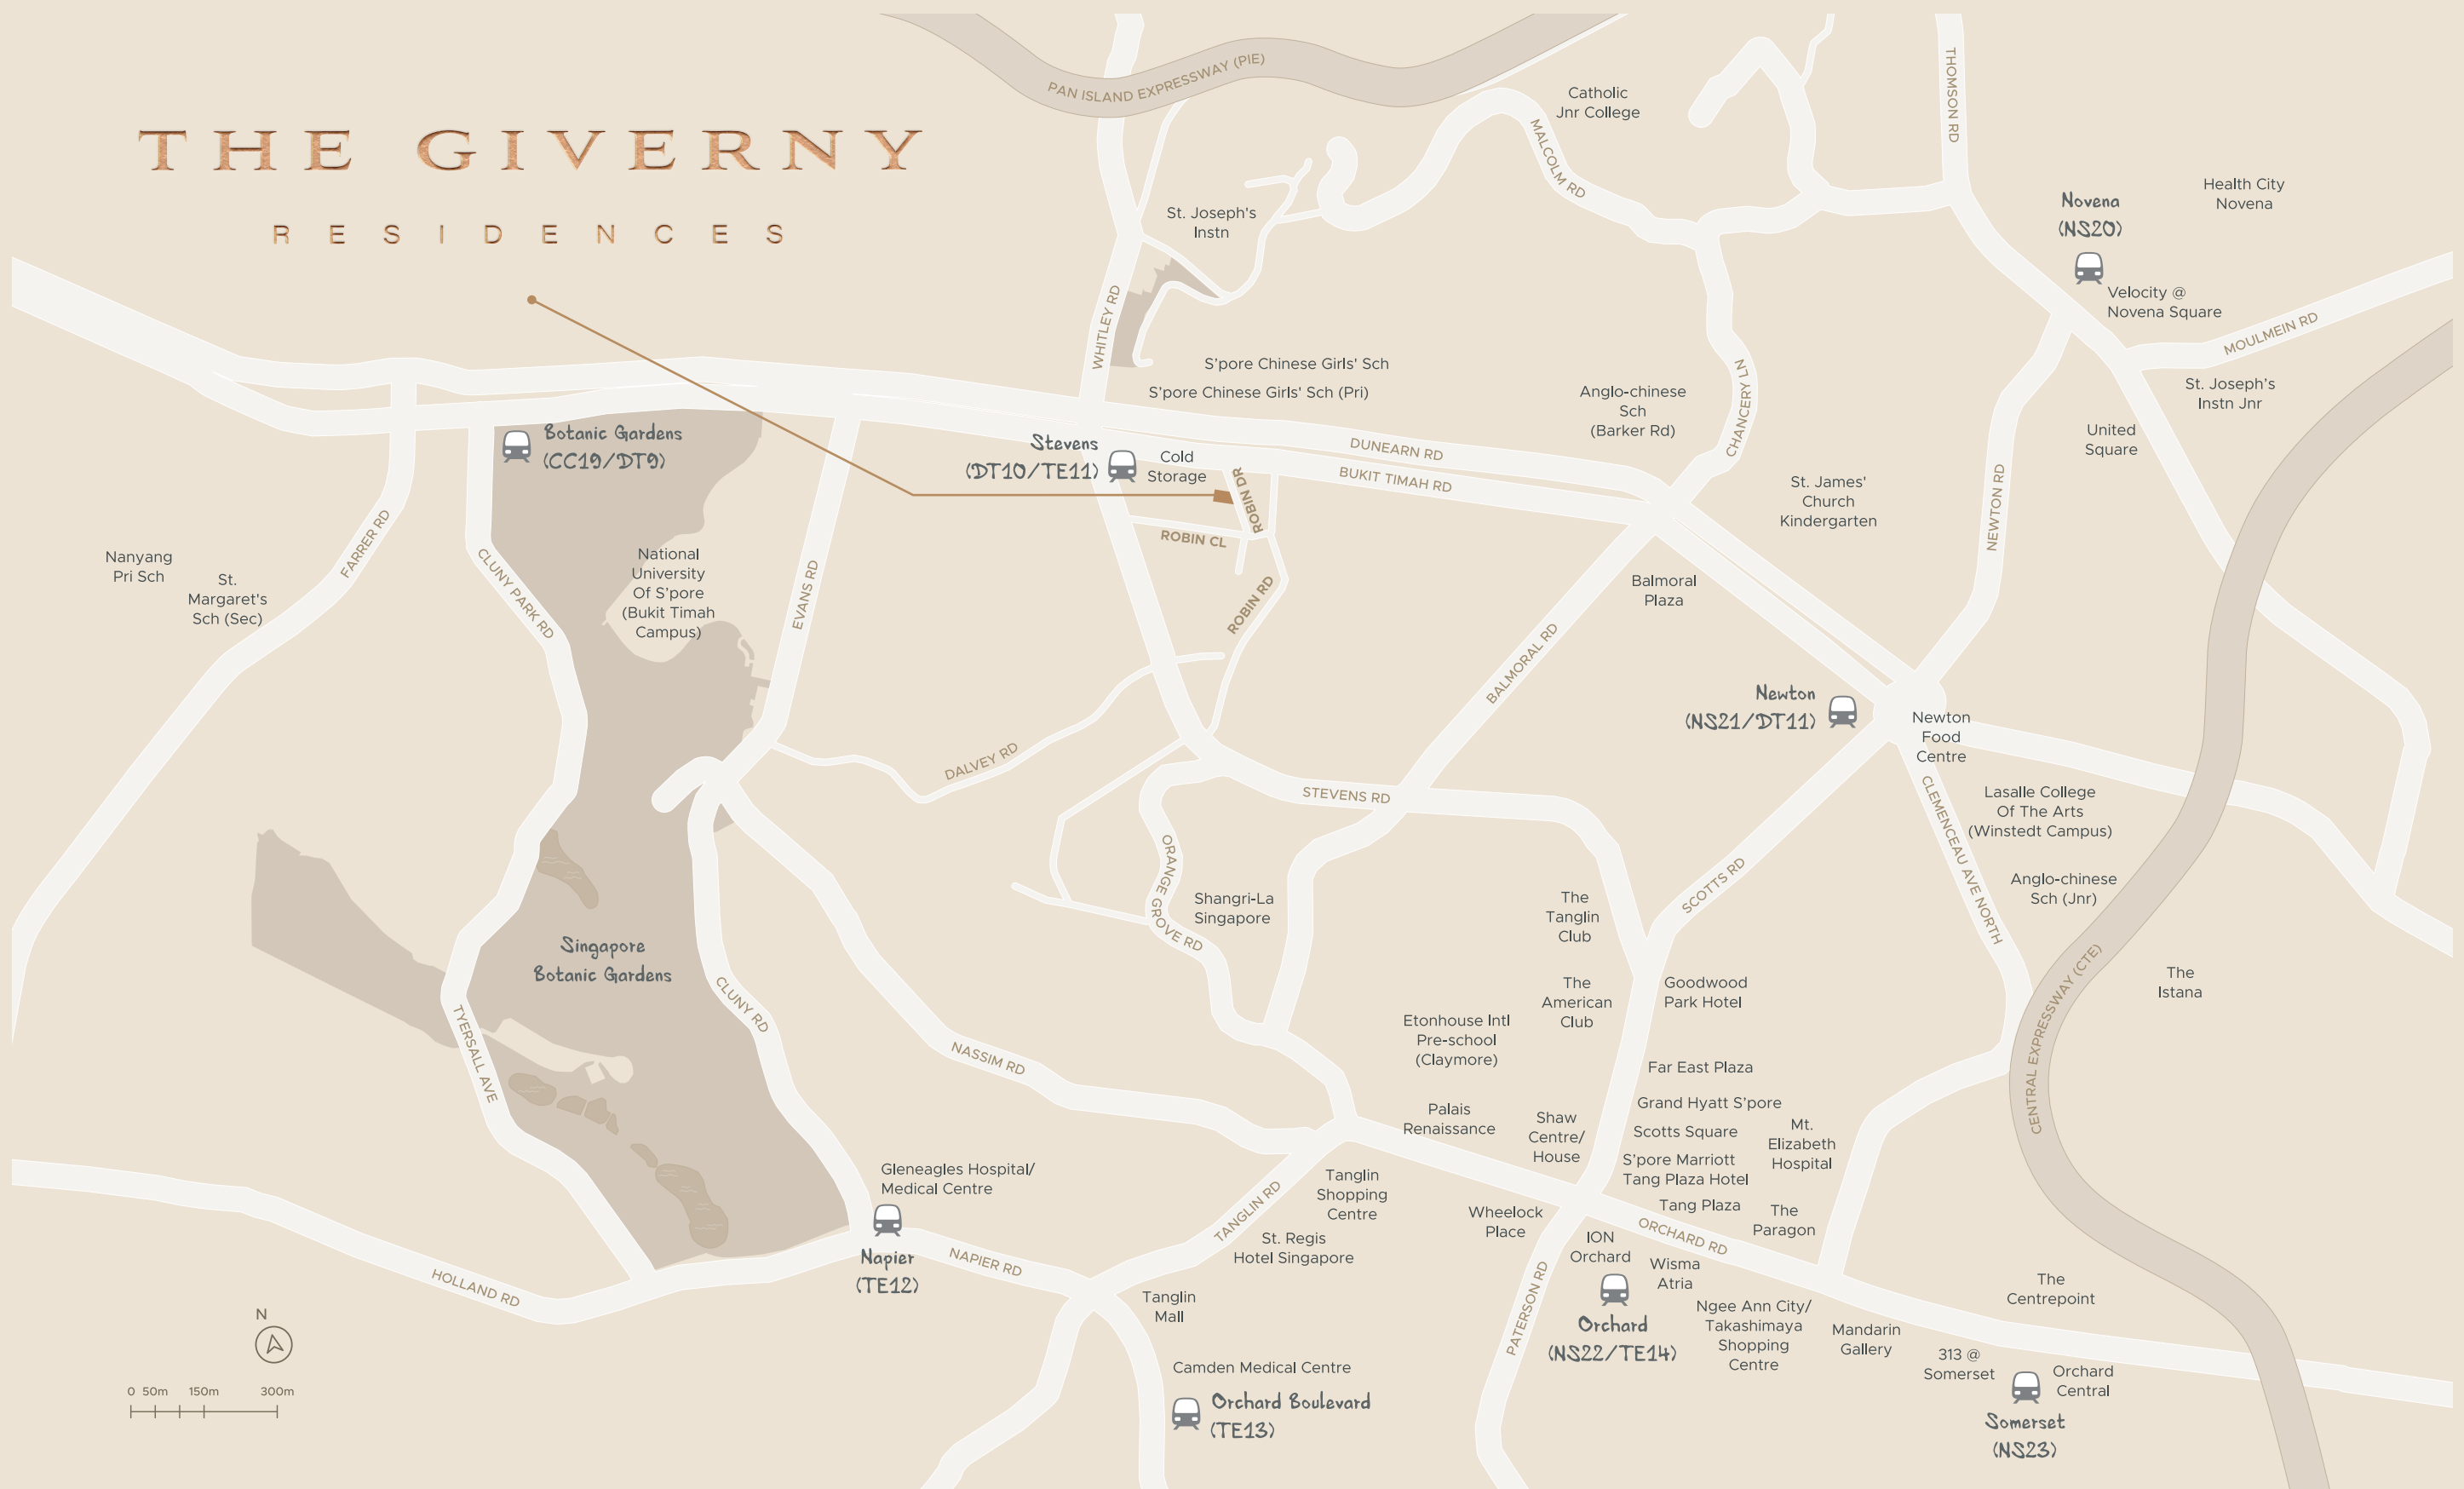 THE GIVERNY
RESIDENCES
PAN ISLAND EXPRESSWAY (PIE)
Catholic
Jnr College
MALCOLM RD
THOMSON RD
Health City
Novena
Novena
(NS20)
Velocity @
Novena Square
MOULMEIN RD
St. Joseph's
Instn
WHITLEY RD
S'pore Chinese Girls' Sch
S'pore Chinese Girls' Sch (Pri)
Anglo-chinese
Sch
(Barker Rd)
CHANCERY LN
St. Joseph's
Instn Jnr
United
Square
Botanic Gardens
(CC19/DT9)
Stevens
(DT10/TE11)
Cold
Storage
DUNEARN RD
BUKIT TIMAH RD
ROBIN DR
ROBIN CL
ROBIN RD
St. James'
Church
Kindergarten
NEWTON RD
FARRER RD
Nanyang
Pri Sch
St.
Margaret's
Sch (Sec)
CLUNY PARK RD
National
University
Of S'pore
(Bukit Timah
Campus)
EVANS RD
Balmoral
Plaza
BALMORAL RD
Newton
(NS21/DT11)
Newton
Food
Centre
DALVEY RD
STEVENS RD
Lasalle College
Of The Arts
(Winstedt Campus)
CLEMENCEAU AVE NORTH
ORANGE GROVE RD
Shangri-La
Singapore
The
Tanglin
Club
SCOTTS RD
Anglo-chinese
Sch (Jnr)
Singapore
Botanic Gardens
CLUNY RD
TYERSALL AVE
NASSIM RD
The
American
Club
Goodwood
Park Hotel
CENTRAL EXPRESSWAY (CTE)
The
Istana
Etonhouse Intl
Pre-school
(Claymore)
Far East Plaza
Grand Hyatt S'pore
Palais
Renaissance
Shaw
Centre/
House
Scotts Square
Mt.
Elizabeth
Hospital
S'pore Marriott
Tang Plaza Hotel
Tang Plaza
The
Paragon
Gleneagles Hospital/
Medical Centre
Napier
(TE12)
NAPIER RD
HOLLAND RD
TANGLIN RD
Tanglin
Shopping
Centre
St. Regis
Hotel Singapore
Wheelock
Place
ORCHARD RD
ION
Orchard
Wisma
Atria
PATERSON RD
Orchard
(NS22/TE14)
Ngee Ann City/
Takashimaya
Shopping
Centre
Mandarin
Gallery
The
Centrepoint
313 @
Somerset
Orchard
Central
Somerset
(NS23)
Tanglin
Mall
Camden Medical Centre
Orchard Boulevard
(TE13)
N
0 50m 150m 300m